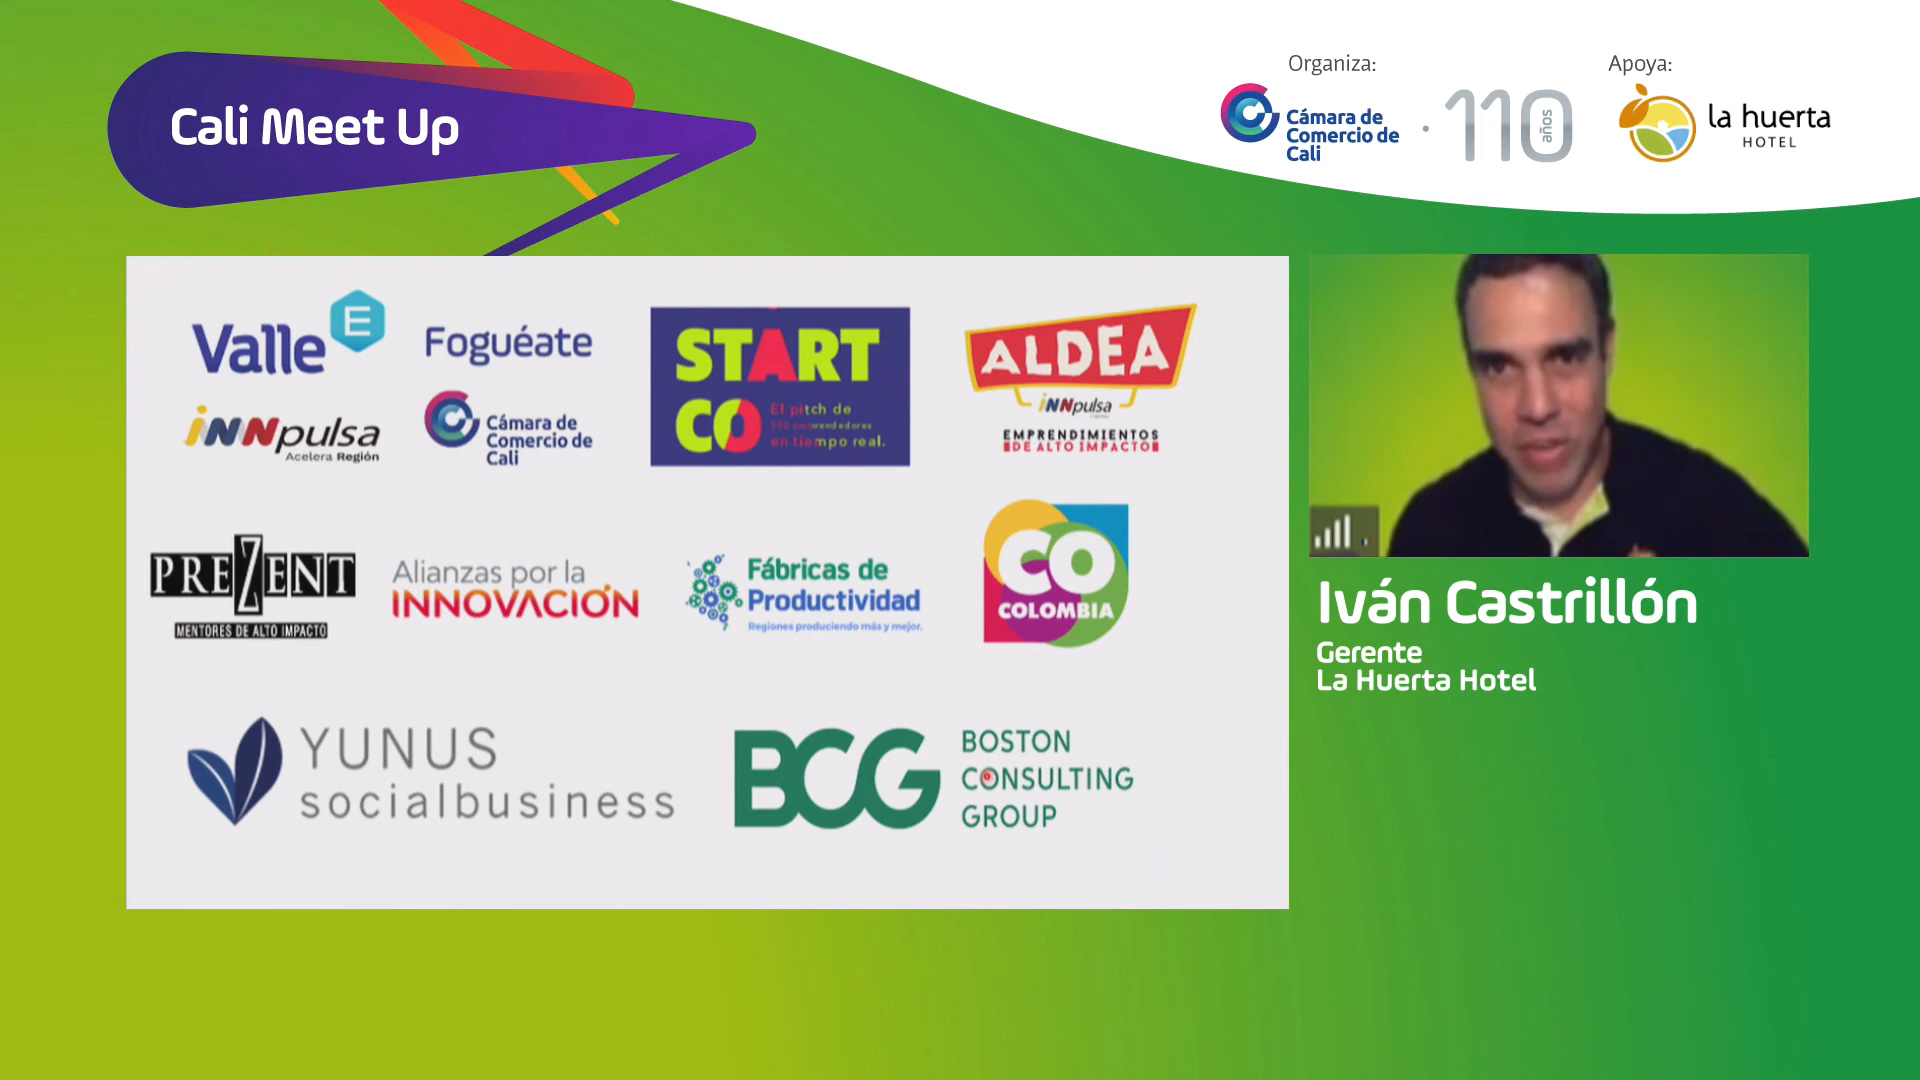 Cali Meet Up
Organiza:
Cámara de
Comercio de
Cali
110
años
Apoya:
la huerta
HOTEL
Valle E
Foguéate
START
CO
El pitch de
emprendedores
en tiempo real.
ALDEA
iNNpulsa
EMPRENDIMIENTOS
DE ALTO IMPACTO
iNNpulsa
Acelera Región
Cámara de
Comercio de
Cali
PREZENT
MENTORES DE ALTO IMPACTO
Alianzas por la
INNOVACIÓN
Fábricas de
Productividad
Regiones produciendo más y mejor.
CO
COLOMBIA
YUNUS
socialbusiness
BCG
BOSTON
CONSULTING
GROUP
Iván Castrillón
Gerente
La Huerta Hotel